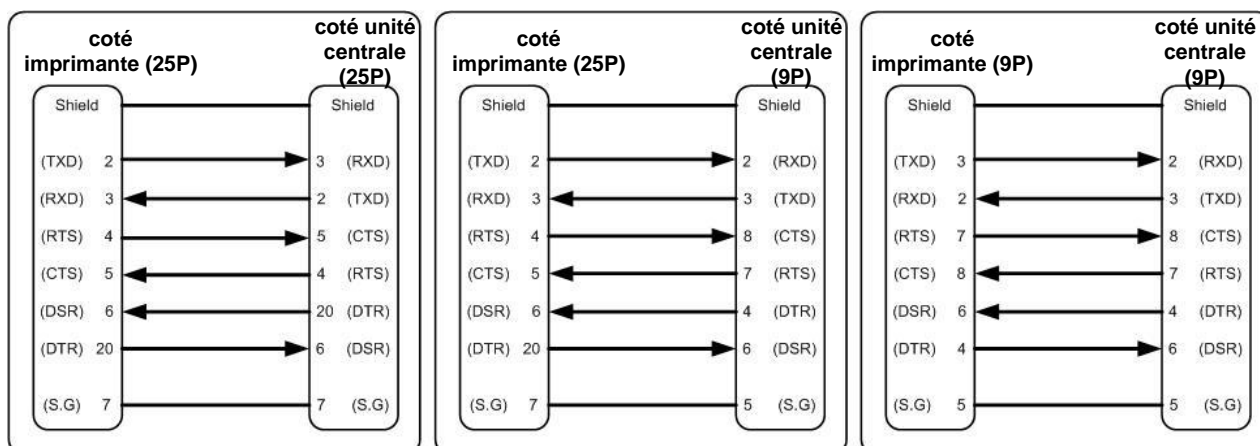 coté
imprimante (25P)
coté unité
centrale
(25P)
Shield Shield
(TXD) 2 3 (RXD)
(RXD) 3 2 (TXD)
(RTS) 4 5 (CTS)
(CTS) 5 4 (RTS)
(DSR) 6 20 (DTR)
(DTR) 20 6 (DSR)
(S.G) 7 7 (S.G)
coté
imprimante (25P)
coté unité
centrale
(9P)
Shield Shield
(TXD) 2 2 (RXD)
(RXD) 3 3 (TXD)
(RTS) 4 8 (CTS)
(CTS) 5 7 (RTS)
(DSR) 6 4 (DTR)
(DTR) 20 6 (DSR)
(S.G) 7 5 (S.G)
coté
imprimante (9P)
coté unité
centrale
(9P)
Shield Shield
(TXD) 3 2 (RXD)
(RXD) 2 3 (TXD)
(RTS) 7 8 (CTS)
(CTS) 8 7 (RTS)
(DSR) 6 4 (DTR)
(DTR) 4 6 (DSR)
(S.G) 5 5 (S.G)